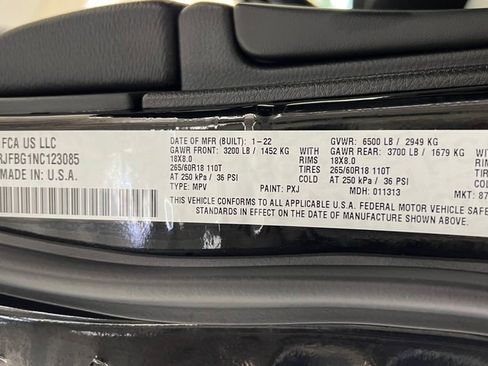 FCA US LLC
RJFBG1NC123085
MADE IN U.S.A.
DATE OF MFR (BUILT): 1-22 GVWR: 6500 LB / 2949 KG
GAWR FRONT: 3200 LB / 1452 KG WITH GAWR REAR: 3700 LB / 1679 KG
18X8.0 RIMS 18X8.0
265/60R18 110T TIRES 265/60R18 110T
AT 250 kPa / 36 PSI COLD AT 250 kPa / 36 PSI
TYPE: MPV PAINT: PXJ MDH: 011313 MKT: 87
THIS VEHICLE CONFORMS TO ALL APPLICABLE U.S.A. FEDERAL MOTOR VEHICLE SAFE
STANDARDS IN EFFECT ON THE DATE OF MANUFACTURE SHOWN ABOVE.